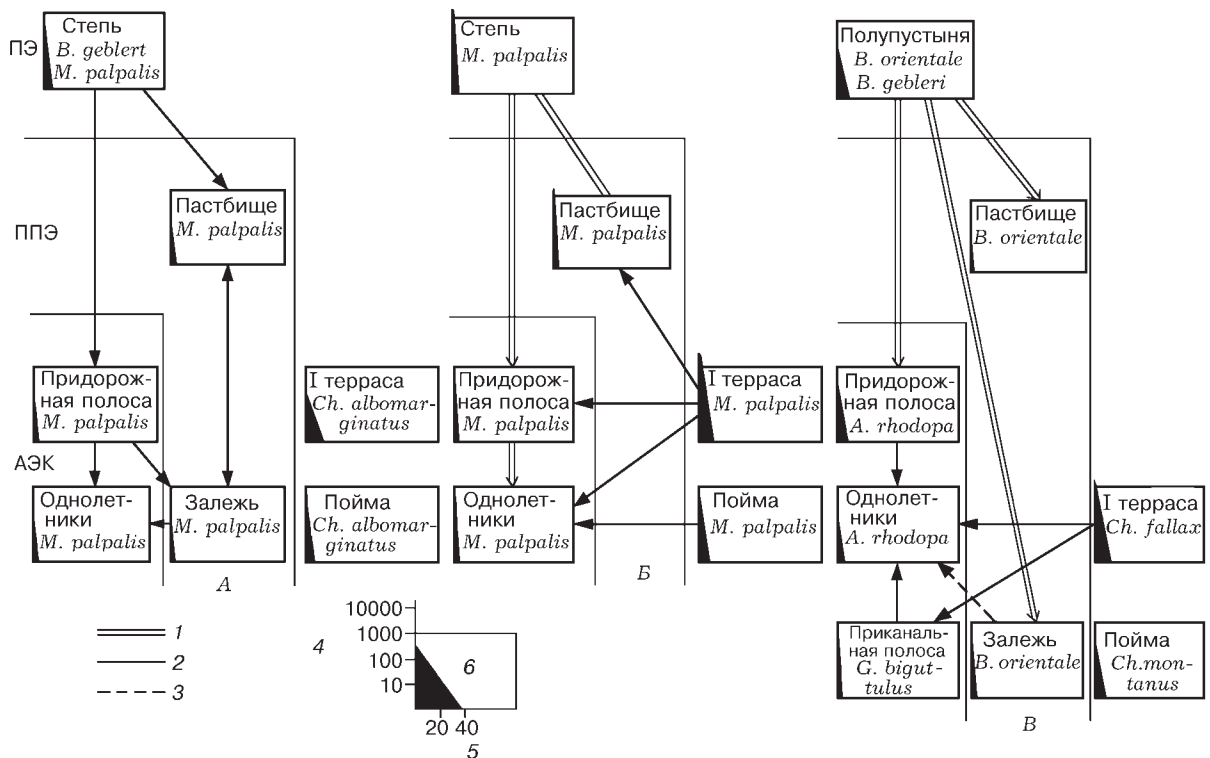 ПЭ
Степь
B. geblert
M. palpalis
Степь
M. palpalis
Полупустыня
B. orientale
B. gebleri
ППЭ
Пастбище
M. palpalis
Пастбище
M. palpalis
Пастбище
B. orientale
АЭК
Придорож-
ная полоса
M. palpalis
I терраса
Ch. albomar-
ginatus
Придорож-
ная полоса
M. palpalis
I терраса
M. palpalis
Придорожная
полоса
A. rhodopa
Однолет-
ники
M. palpalis
Залежь
M. palpalis
Пойма
Ch. albomar-
ginatus
Однолет-
ники
M. palpalis
Пойма
M. palpalis
Однолет-
ники
A. rhodopa
I терраса
Ch. fallax
А
Б
Приканаль-
ная полоса
G. bigut-
tulus
Залежь
B. orientale
Пойма
Ch.mon-
tanus
В
1
2
3
4
10000
1000
100
10
6
20 40
5